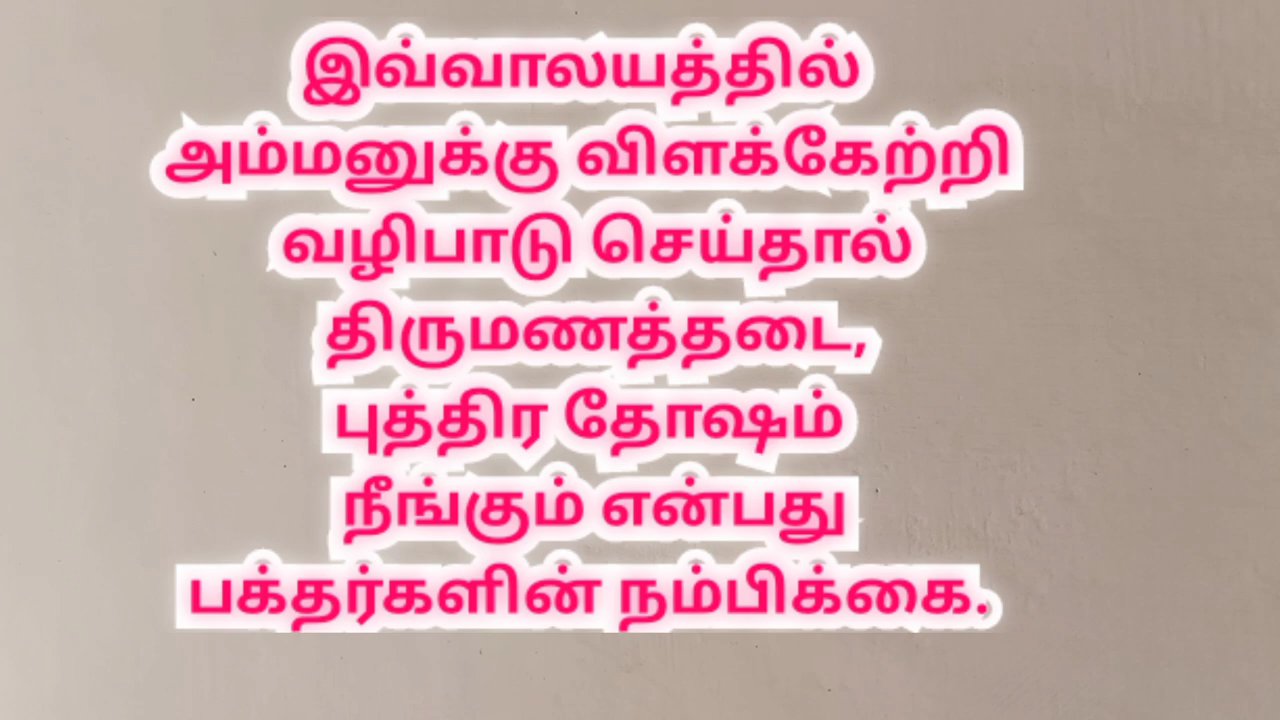 இவ்வாலயத்தில்
அம்மனுக்கு விளக்கேற்றி
வழிபாடு செய்தால்
திருமணத்தடை,
புத்திர தோஷம்
நீங்கும் என்பது
பக்தர்களின் நம்பிக்கை.